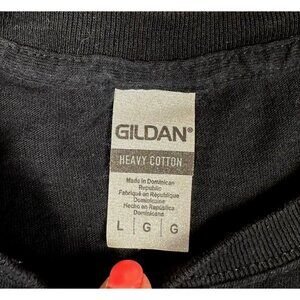 GILDAN®
HEAVY COTTON
Made in Dominican
Republic
Fabriqué en République
Dominicaine
Hecho en República
Dominicana
L G G